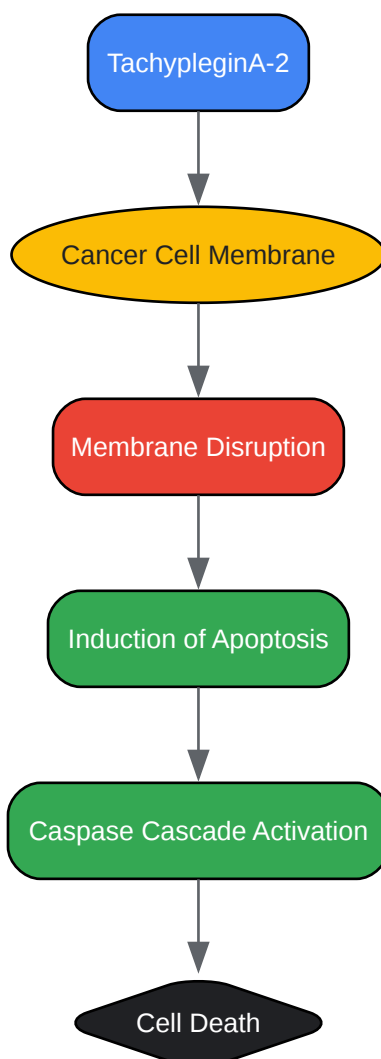 TachypleginA-2
Cancer Cell Membrane
Membrane Disruption
Induction of Apoptosis
Caspase Cascade Activation
Cell Death